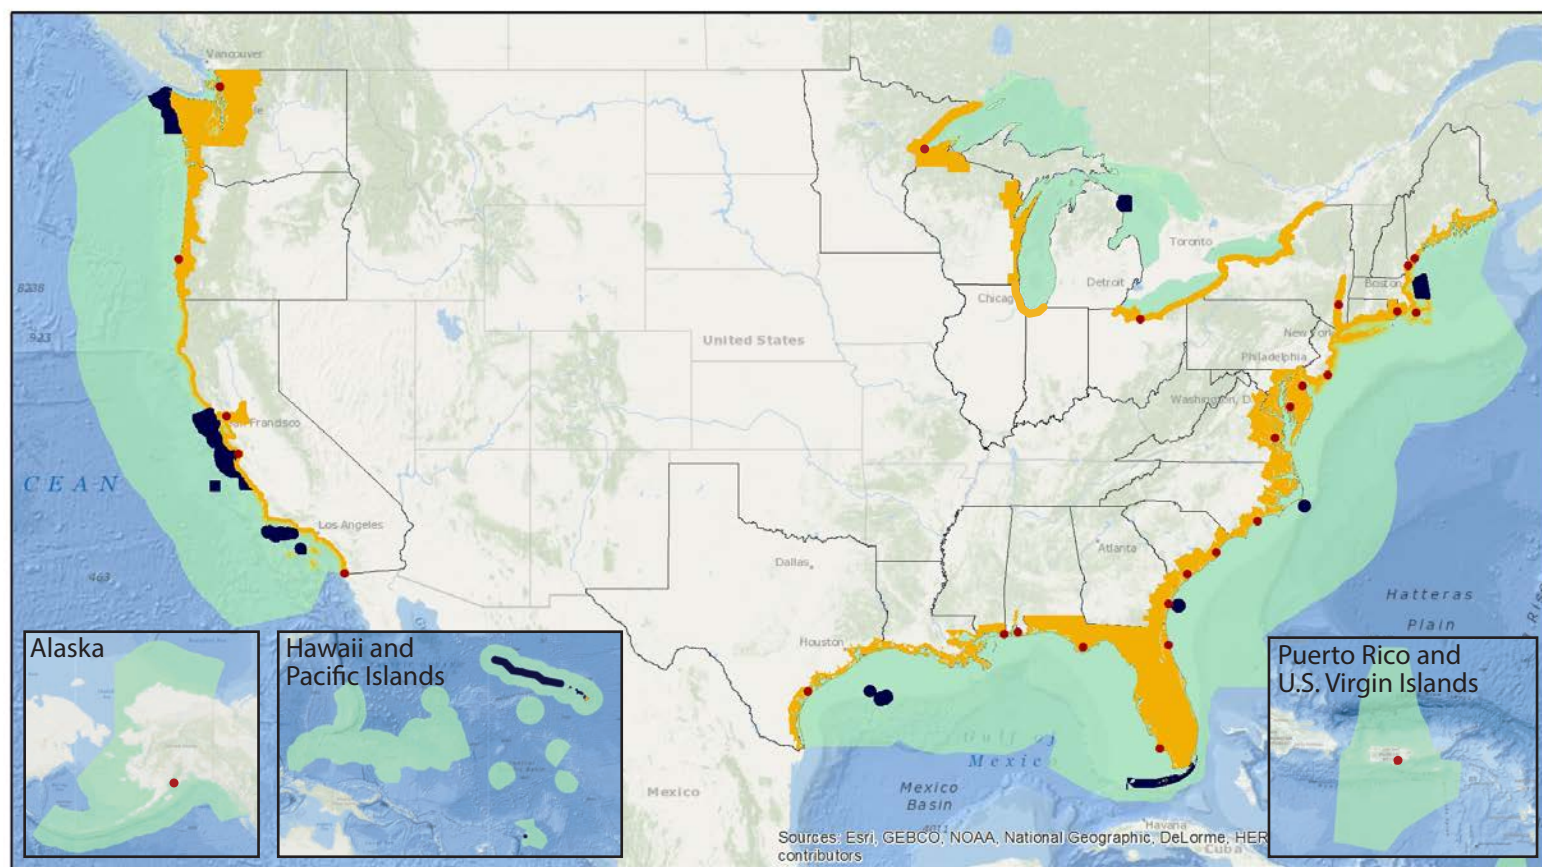 Vancouver
Toronto
Detroit
Boston
Chicag
8238
923
United States
New York
Philadelphia
Washington, D.
San Francisco
CEAN
Los Angeles
Atlanta
Dallas
463
Hatteras
Plain
Houston
Alaska
Hawaii and
Pacific Islands
Puerto Rico and
U.S. Virgin Islands
Gulf of
Mexico
Mexico
Mexico
Basin
4011
Havana
Cuba
Sources: Esri, GEBCO, NOAA, National Geographic, DeLorme, HER
contributors